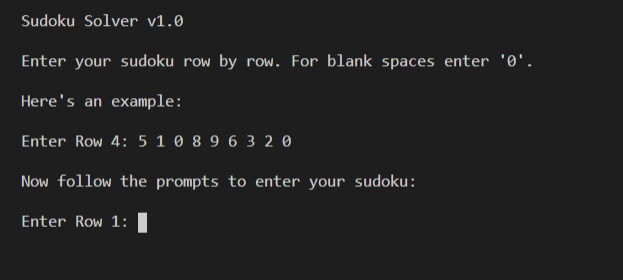 Sudoku Solver v1.0
Enter your sudoku row by row. For blank spaces enter '0'.
Here's an example:
Enter Row 4: 5 1 0 8 9 6 3 2 0
Now follow the prompts to enter your sudoku:
Enter Row 1: